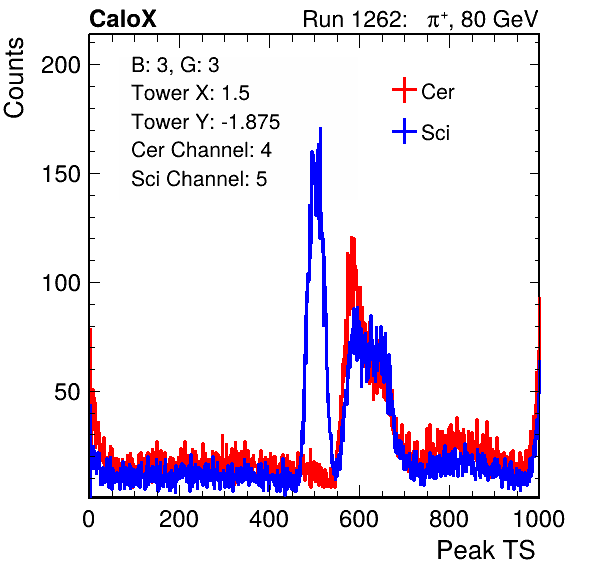 CaloX Run 1262: π+, 80 GeV
Counts
200
150
100
50
B: 3, G: 3
Tower X: 1.5
Tower Y: -1.875
Cer Channel: 4
Sci Channel: 5
Cer
Sci
0 200 400 600 800 1000
Peak TS